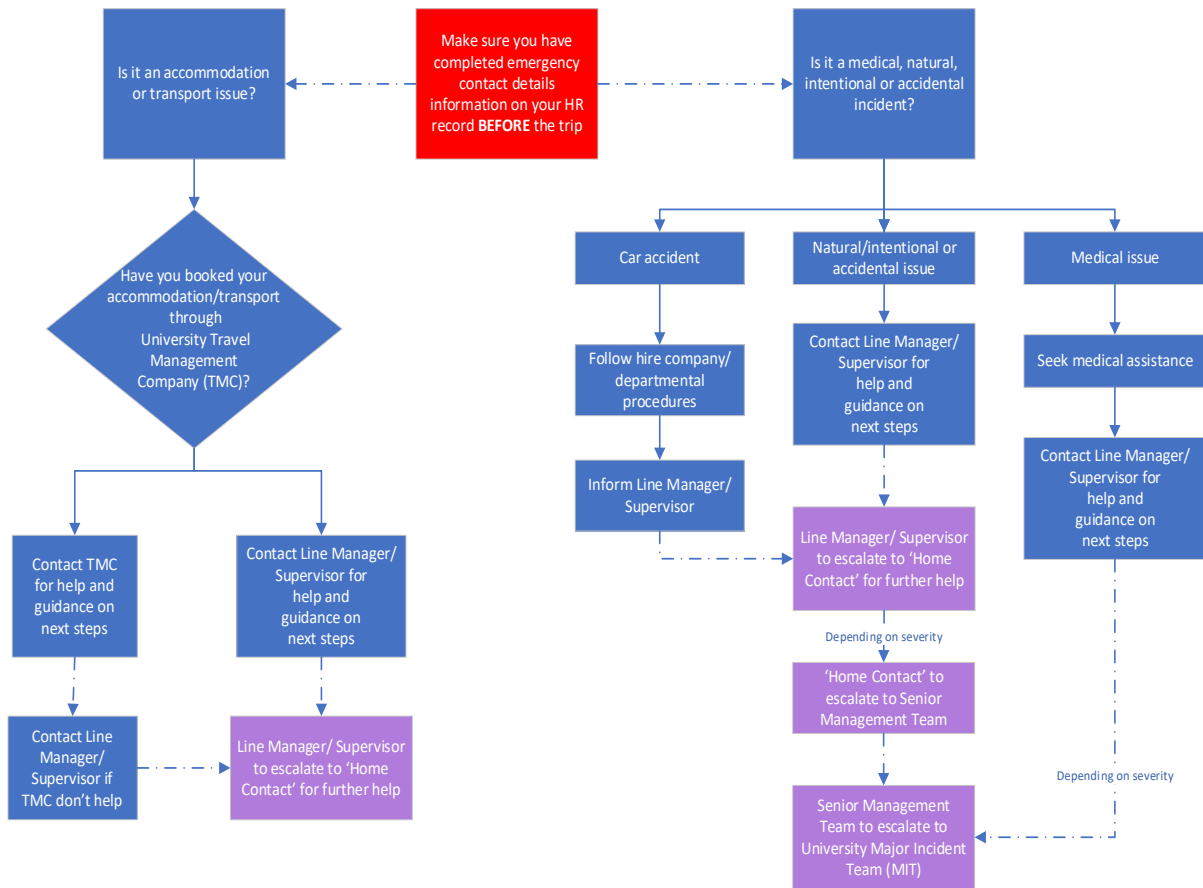 Is it an accommodation
or transport issue?
Make sure you have
completed emergency
contact details
information on your HR
record BEFORE the trip
Is it a medical, natural,
intentional or accidental
incident?
Have you booked your
accommodation/transport
through
University Travel
Management
Company (TMC)?
Car accident
Natural/intentional or
accidental issue
Medical issue
Follow hire company/
departmental
procedures
Contact Line Manager/
Supervisor for
help and
guidance on
next steps
Seek medical assistance
Inform Line Manager/
Supervisor
Contact Line Manager/
Supervisor for
help and
guidance on
next steps
Contact TMC
for help and
guidance on
next steps
Contact Line Manager/
Supervisor for
help and
guidance on
next steps
Line Manager/ Supervisor
to escalate to ‘Home
Contact’ for further help
Depending on severity
‘Home Contact’ to
escalate to Senior
Management Team
Contact Line
Manager/
Supervisor if
TMC don’t help
Line Manager/ Supervisor
to escalate to ‘Home
Contact’ for further help
Depending on severity
Senior Management
Team to escalate to
University Major Incident
Team (MIT)